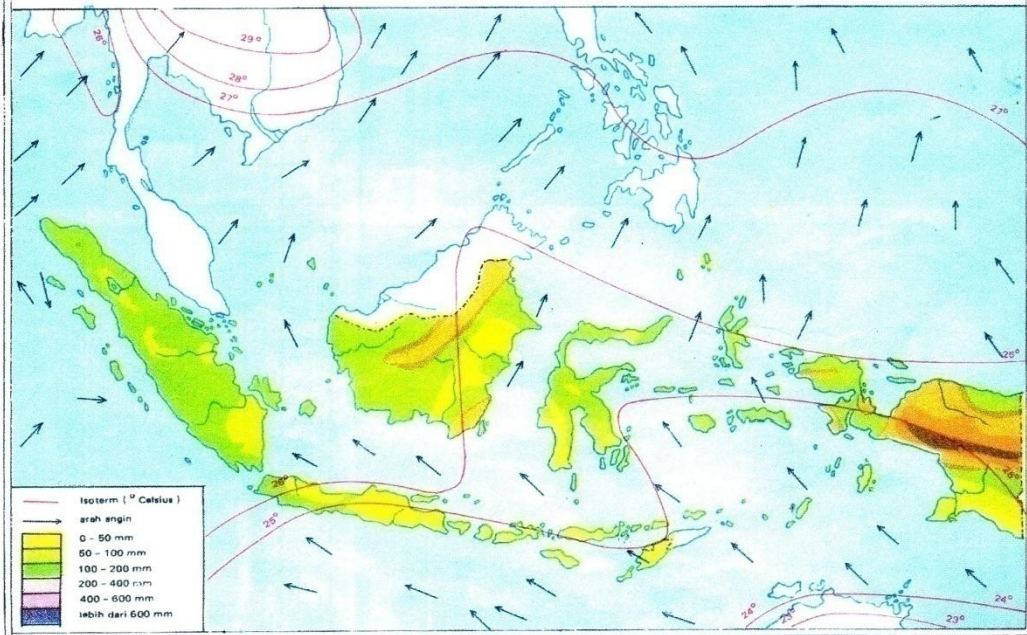 26°
29°
28°
27°
27°
25°
26°
25°
24°
24°
23°
23°
Isoterm ( ° Celsius )
arah angin
0 - 50 mm
50 - 100 mm
100 - 200 mm
200 - 400 mm
400 - 600 mm
lebih dari 600 mm